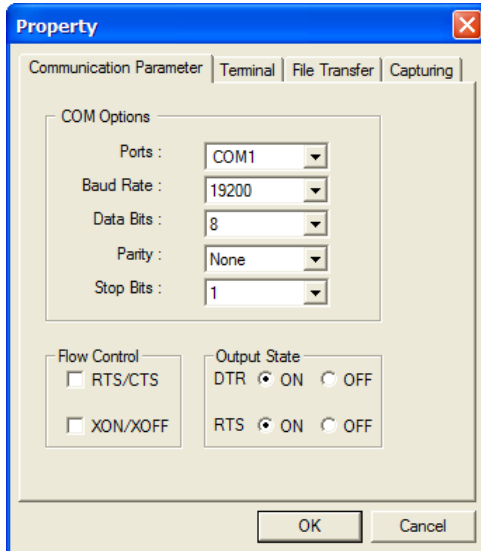 Property
Communication Parameter Terminal File Transfer Capturing
COM Options
Ports : COM1
Baud Rate : 19200
Data Bits : 8
Parity : None
Stop Bits : 1
Flow Control Output State
RTS/CTS DTR ON OFF
XON/XOFF RTS ON OFF
OK Cancel